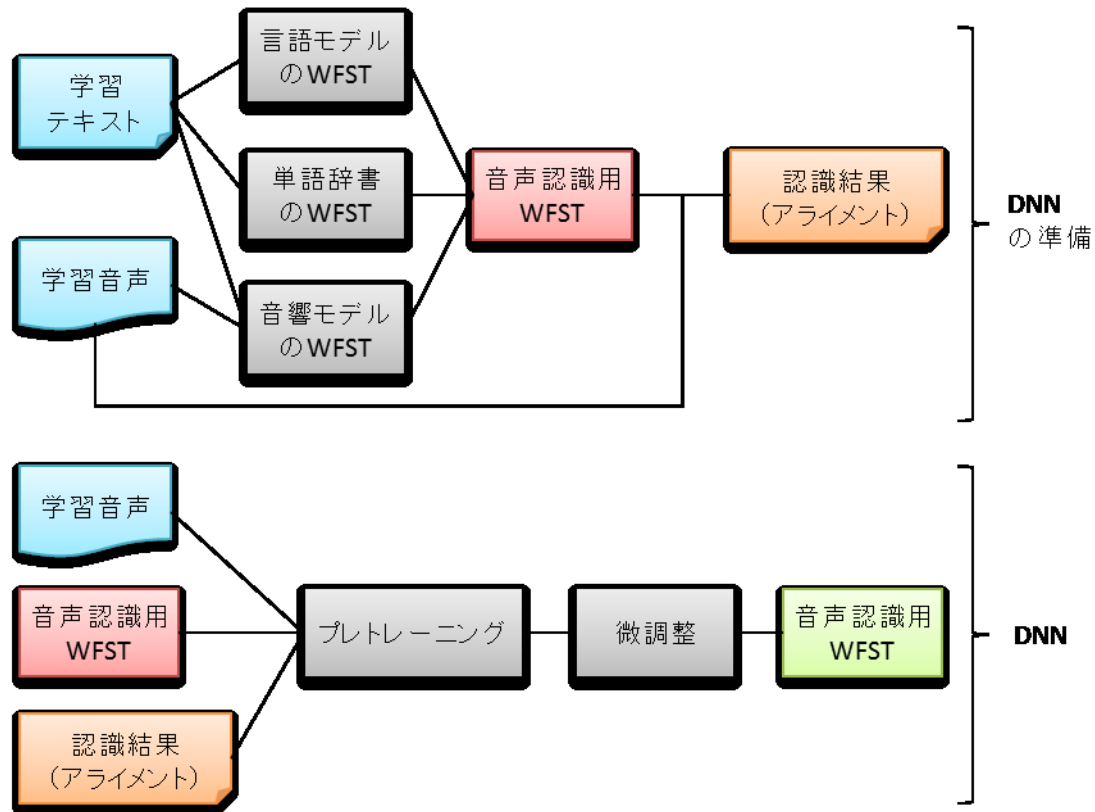 学習
テキスト
言語モデル
のWFST
単語辞書
のWFST
音声認識用
WFST
認識結果
（アライメント）
DNN
の準備
学習音声
音響モデル
のWFST
学習音声
音声認識用
WFST
プレトレーニング
微調整
音声認識用
WFST
DNN
認識結果
（アライメント）